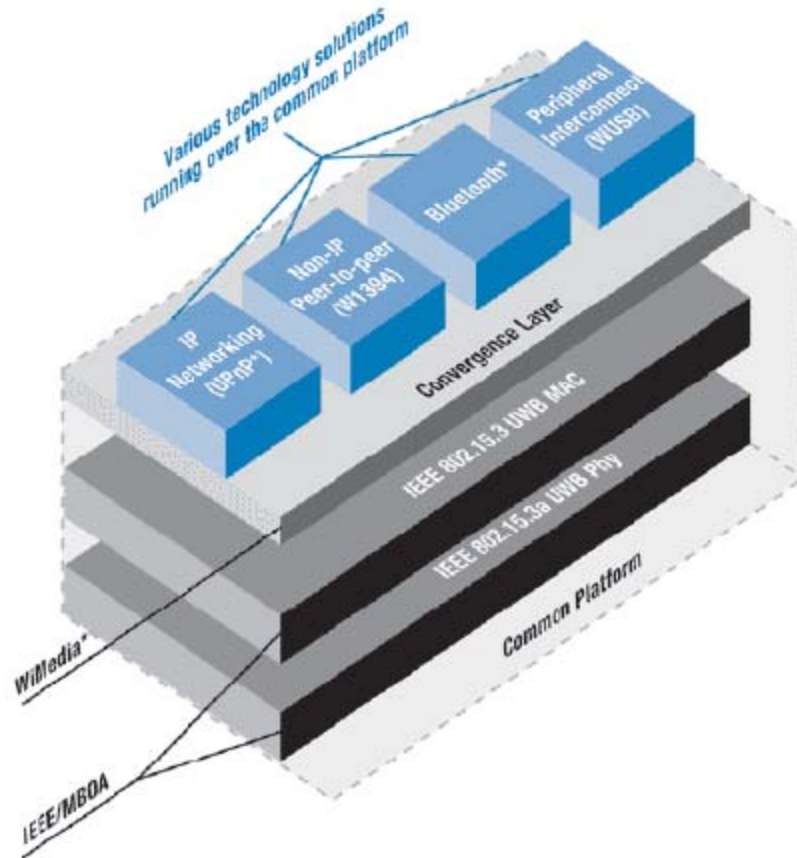 Various technology solutions
running over the common platform
Peripheral
Interconnect
(WUSB)
Bluetooth*
Non-IP
Peer-to-peer
(W1394)
IP
Networking
(UPnP*)
Convergence Layer
IEEE 802.15.3 UWB MAC
IEEE 802.15.3a UWB Phy
Common Platform
WiMedia*
IEEE/MBOA